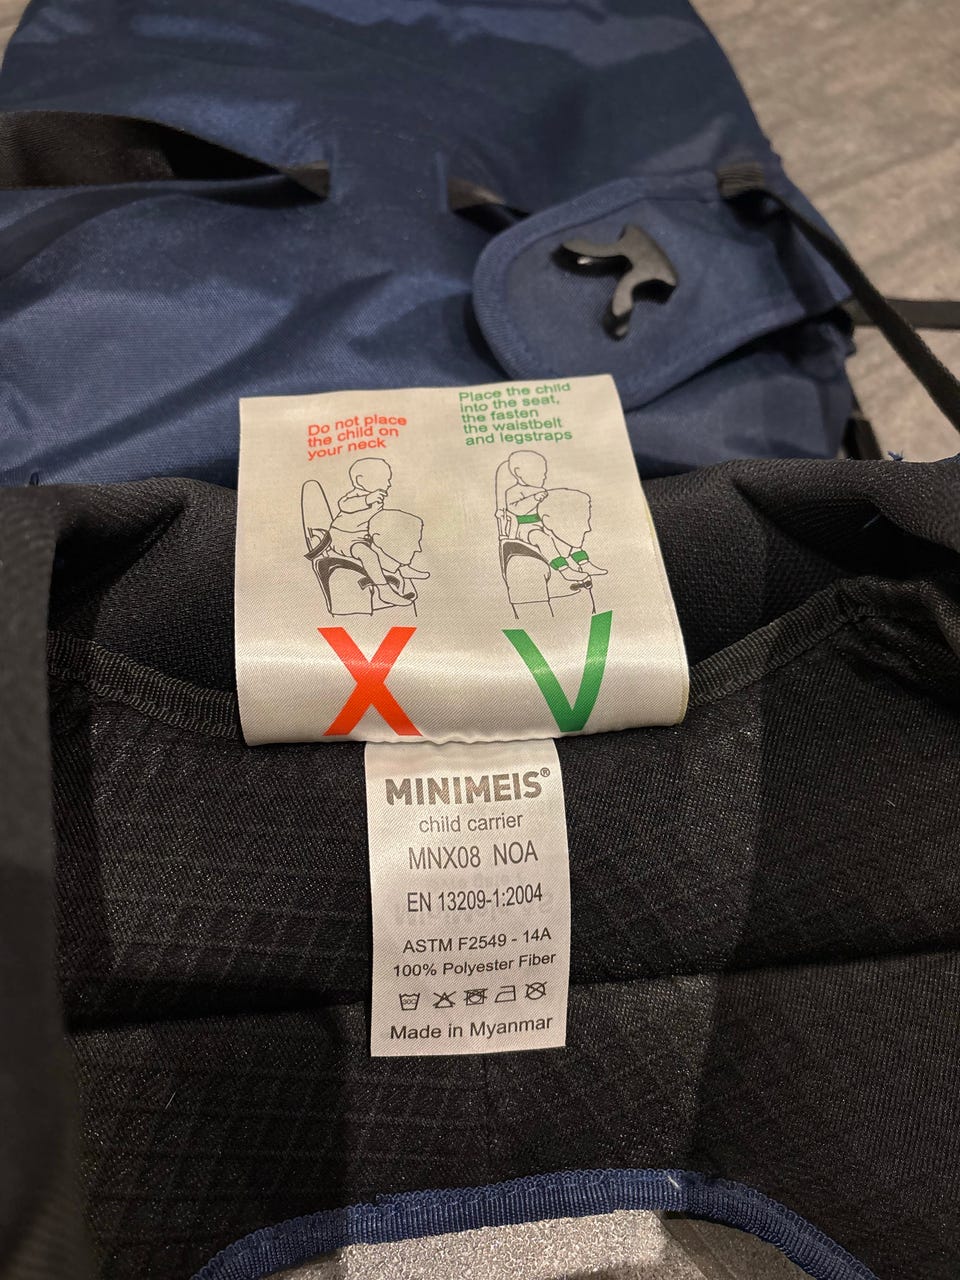 Do not place
the child on
your neck
Place the child
into the seat,
the fasten
the waistbelt
and legstraps
X V
MINIMEIS®
child carrier
MNX08 NOA
EN 13209-1:2004
ASTM F2549 - 14A
100% Polyester Fiber
Made in Myanmar